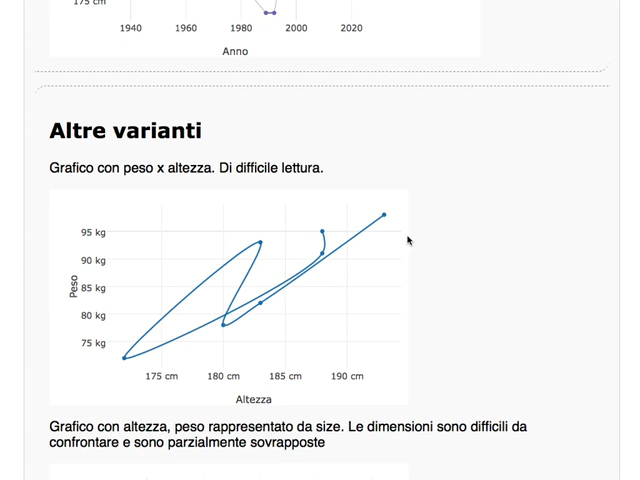 175 cm
1940 1960 1980 2000 2020
Anno
Altre varianti
Grafico con peso x altezza. Di difficile lettura.
95 kg
90 kg
85 kg
80 kg
75 kg
Peso
175 cm 180 cm 185 cm 190 cm
Altezza
Grafico con altezza, peso rappresentato da size. Le dimensioni sono difficili da
confrontare e sono parzialmente sovrapposte